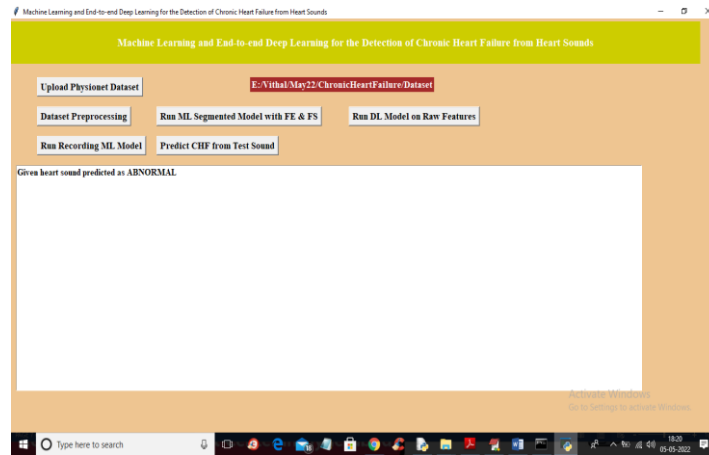 Machine Learning and End-to-end Deep Learning for the Detection of Chronic Heart Failure from Heart Sounds
Machine Learning and End-to-end Deep Learning for the Detection of Chronic Heart Failure from Heart Sounds
Upload Physionet Dataset
E:/Vithal/May22/ChronicHeartFailure/Dataset
Dataset Preprocessing
Run ML Segmented Model with FE & FS
Run DL Model on Raw Features
Run Recording ML Model
Predict CHF from Test Sound
Given heart sound predicted as ABNORMAL
Activate Windows
Go to Settings to activate Windows.
Type here to search
18:20
05-05-2022